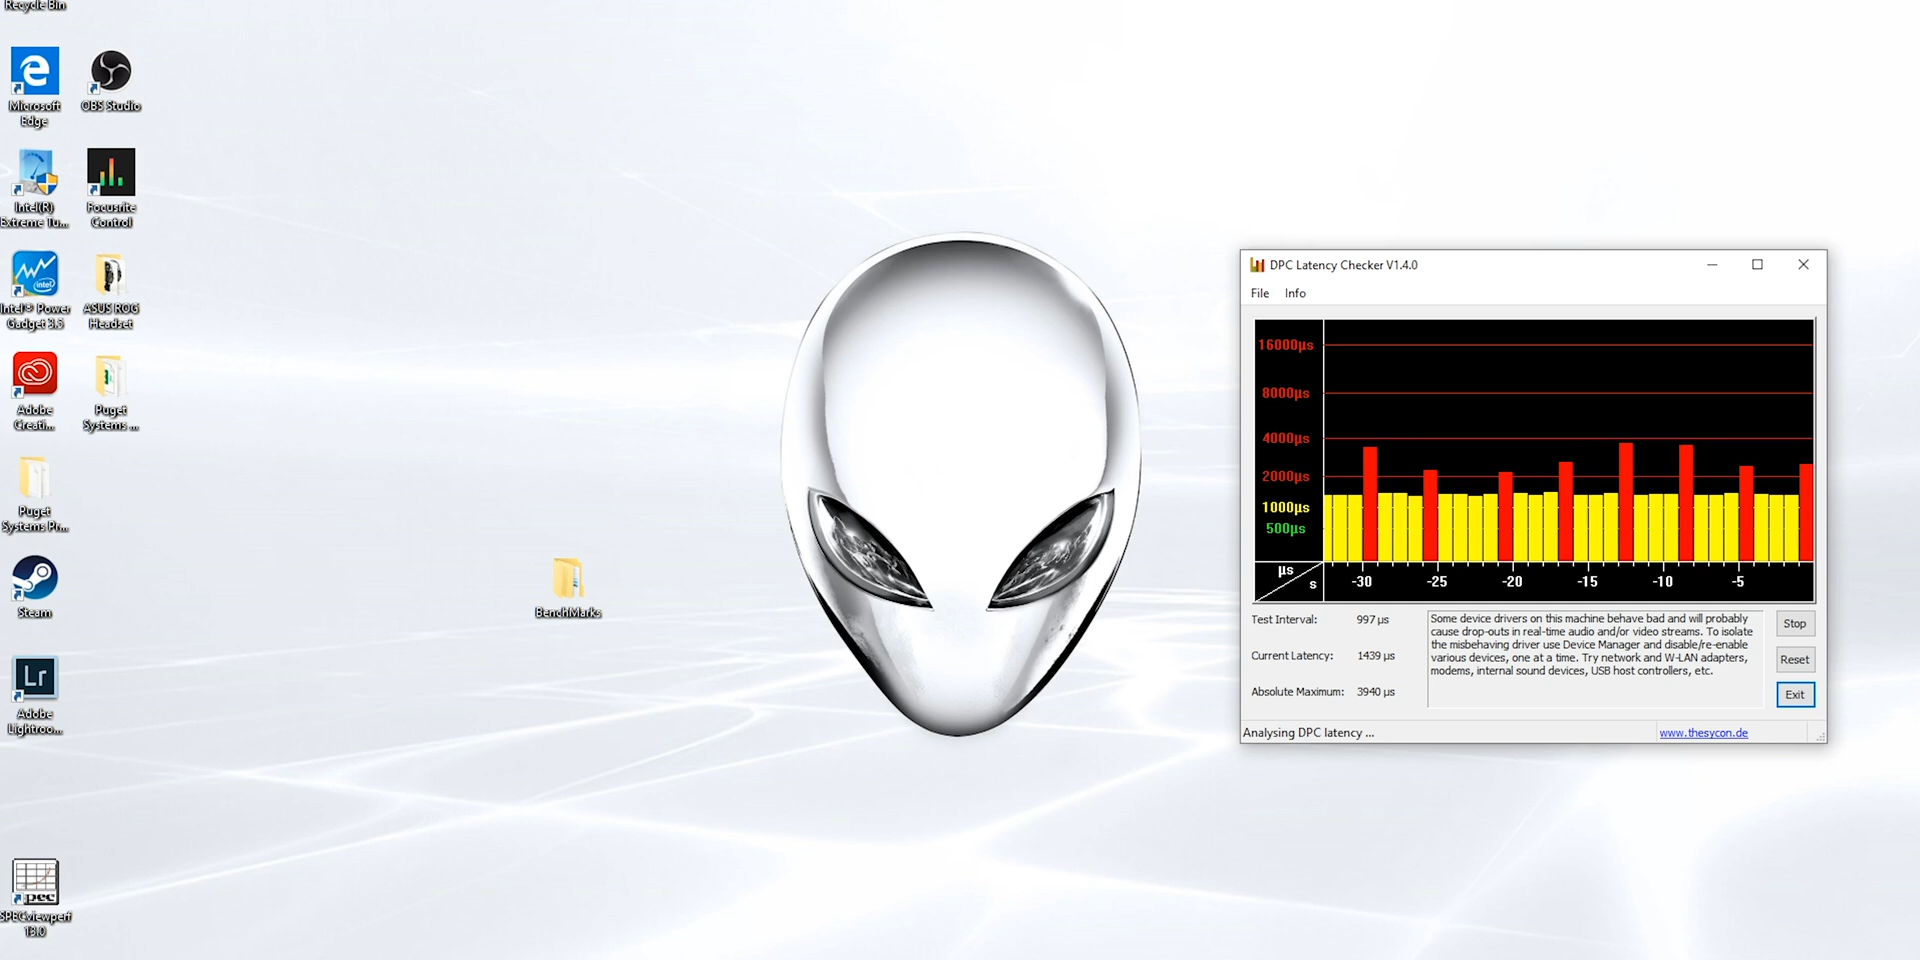 Recycle Bin
Microsoft
Edge
OBS Studio
Intel(R)
Extreme Tu...
Focusrite
Control
intel
Intel® Power
Gadget 3.5
ASUS ROG
Headset
Adobe
Creati...
Puget
Systems ...
Puget
Systems Pr...
Steam
Lr
Adobe
Lightroo...
spec
SPECviewperf
13.0
BenchMarks
DPC Latency Checker V1.4.0
File Info
16000µs
8000µs
4000µs
2000µs
1000µs
500µs
µs
s
-30 -25 -20 -15 -10 -5
Test Interval: 997 µs
Current Latency: 1439 µs
Absolute Maximum: 3940 µs
Some device drivers on this machine behave bad and will probably
cause drop-outs in real-time audio and/or video streams. To isolate
the misbehaving driver use Device Manager and disable/re-enable
various devices, one at a time. Try network and W-LAN adapters,
modems, internal sound devices, USB host controllers, etc.
Stop
Reset
Exit
Analysing DPC latency ...
www.thesycon.de